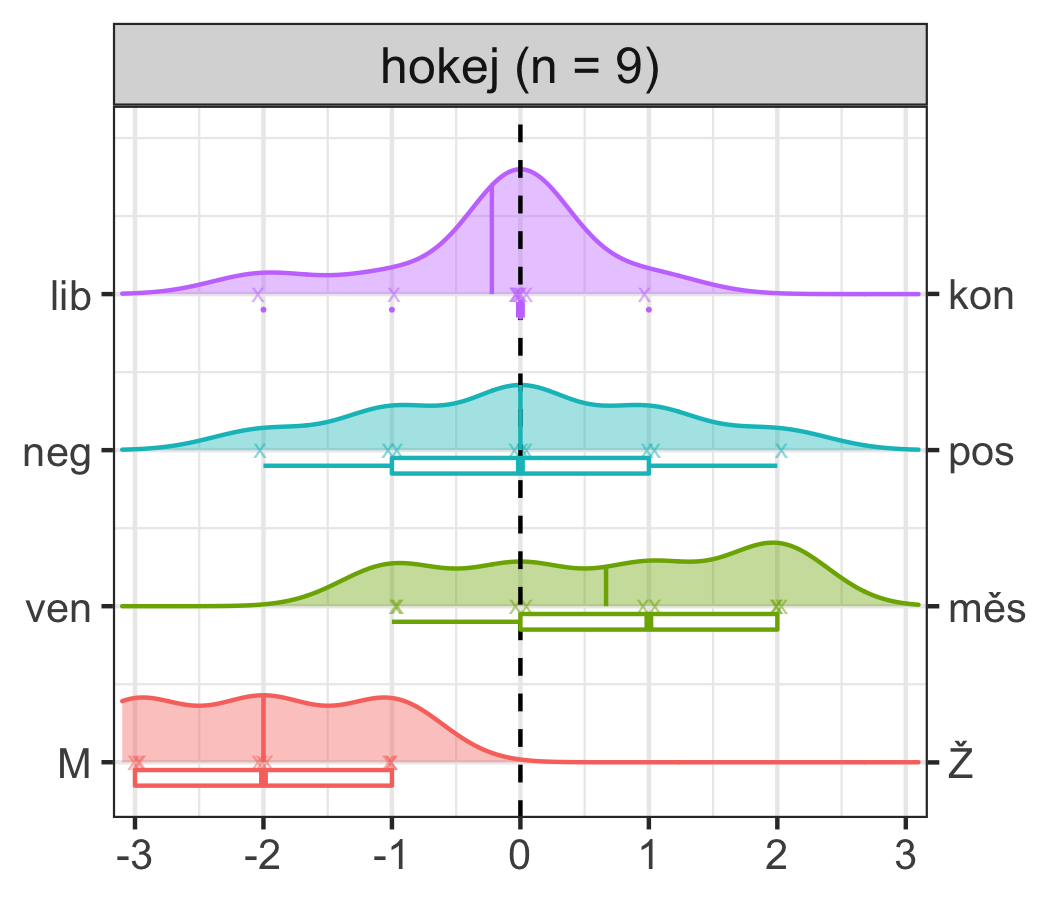 hokej (n = 9)
lib kon
neg pos
ven měs
M Ž
-3 -2 -1 0 1 2 3